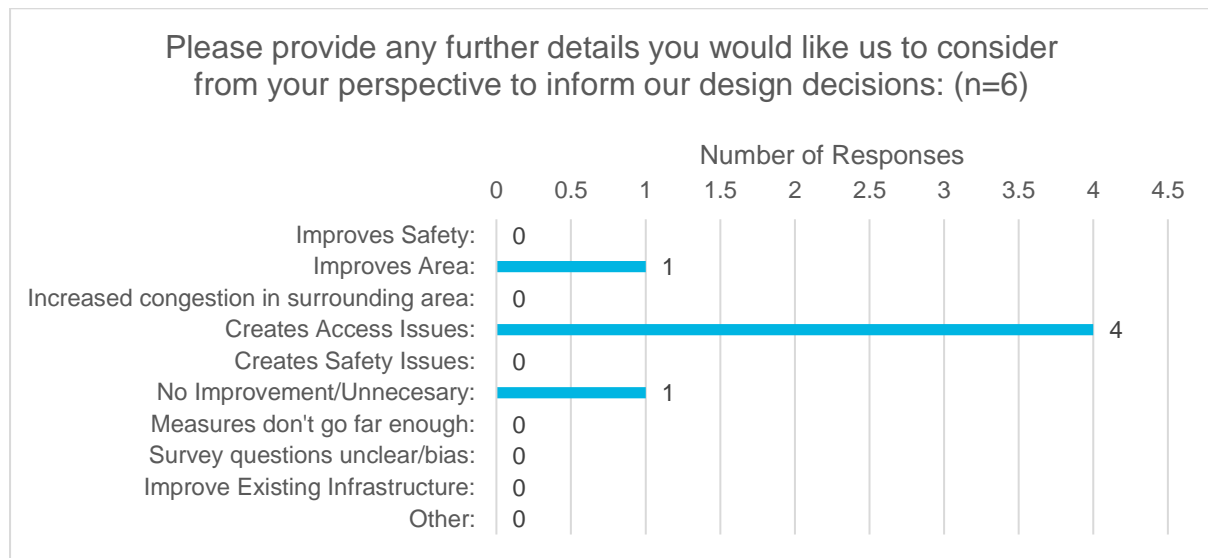 Please provide any further details you would like us to consider
from your perspective to inform our design decisions: (n=6)
Number of Responses
0 0.5 1 1.5 2 2.5 3 3.5 4 4.5
Improves Safety: 0
Improves Area: 1
Increased congestion in surrounding area: 0
Creates Access Issues: 4
Creates Safety Issues: 0
No Improvement/Unnecesary: 1
Measures don't go far enough: 0
Survey questions unclear/bias: 0
Improve Existing Infrastructure: 0
Other: 0